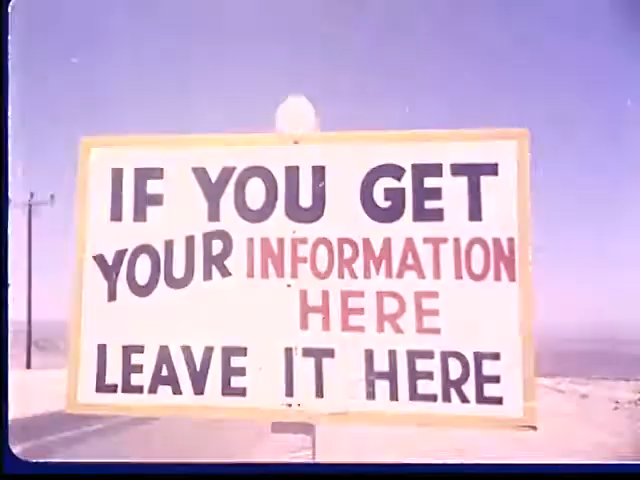 IF YOU GET
YOUR INFORMATION
HERE
LEAVE IT HERE